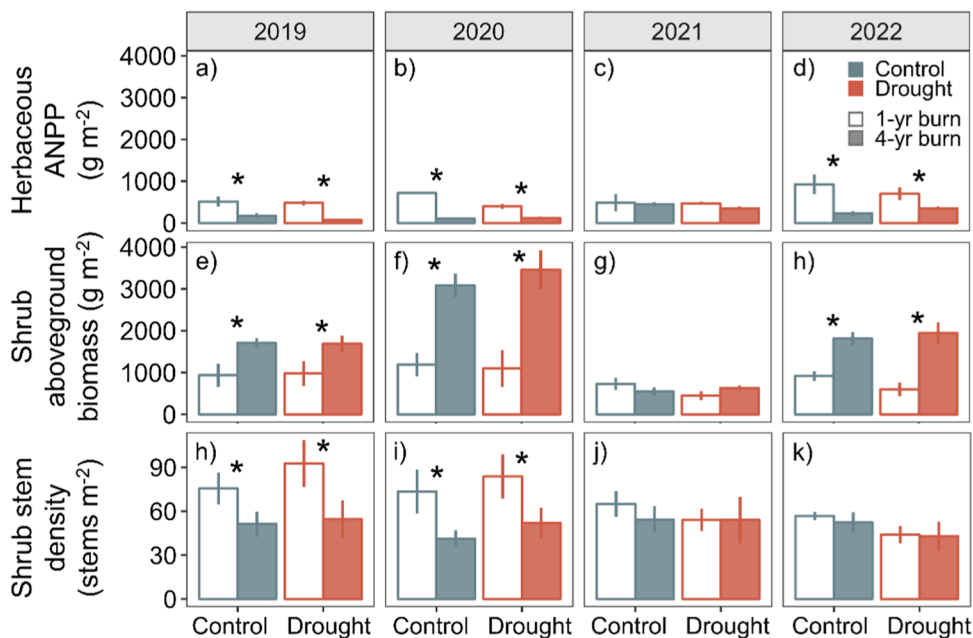 2019 2020 2021 2022
Herbaceous
ANPP
(g m-2)
4000
3000
2000
1000
0
a) b) c) d)
Control
Drought
1-yr burn
4-yr burn
* * * * * *
Shrub
aboveground
biomass (g m-2)
4000
3000
2000
1000
0
e) f) g) h)
* * * * * *
Shrub stem
density
(stems m-2)
90
60
30
0
h) i) j) k)
* * * *
Control Drought Control Drought Control Drought Control Drought